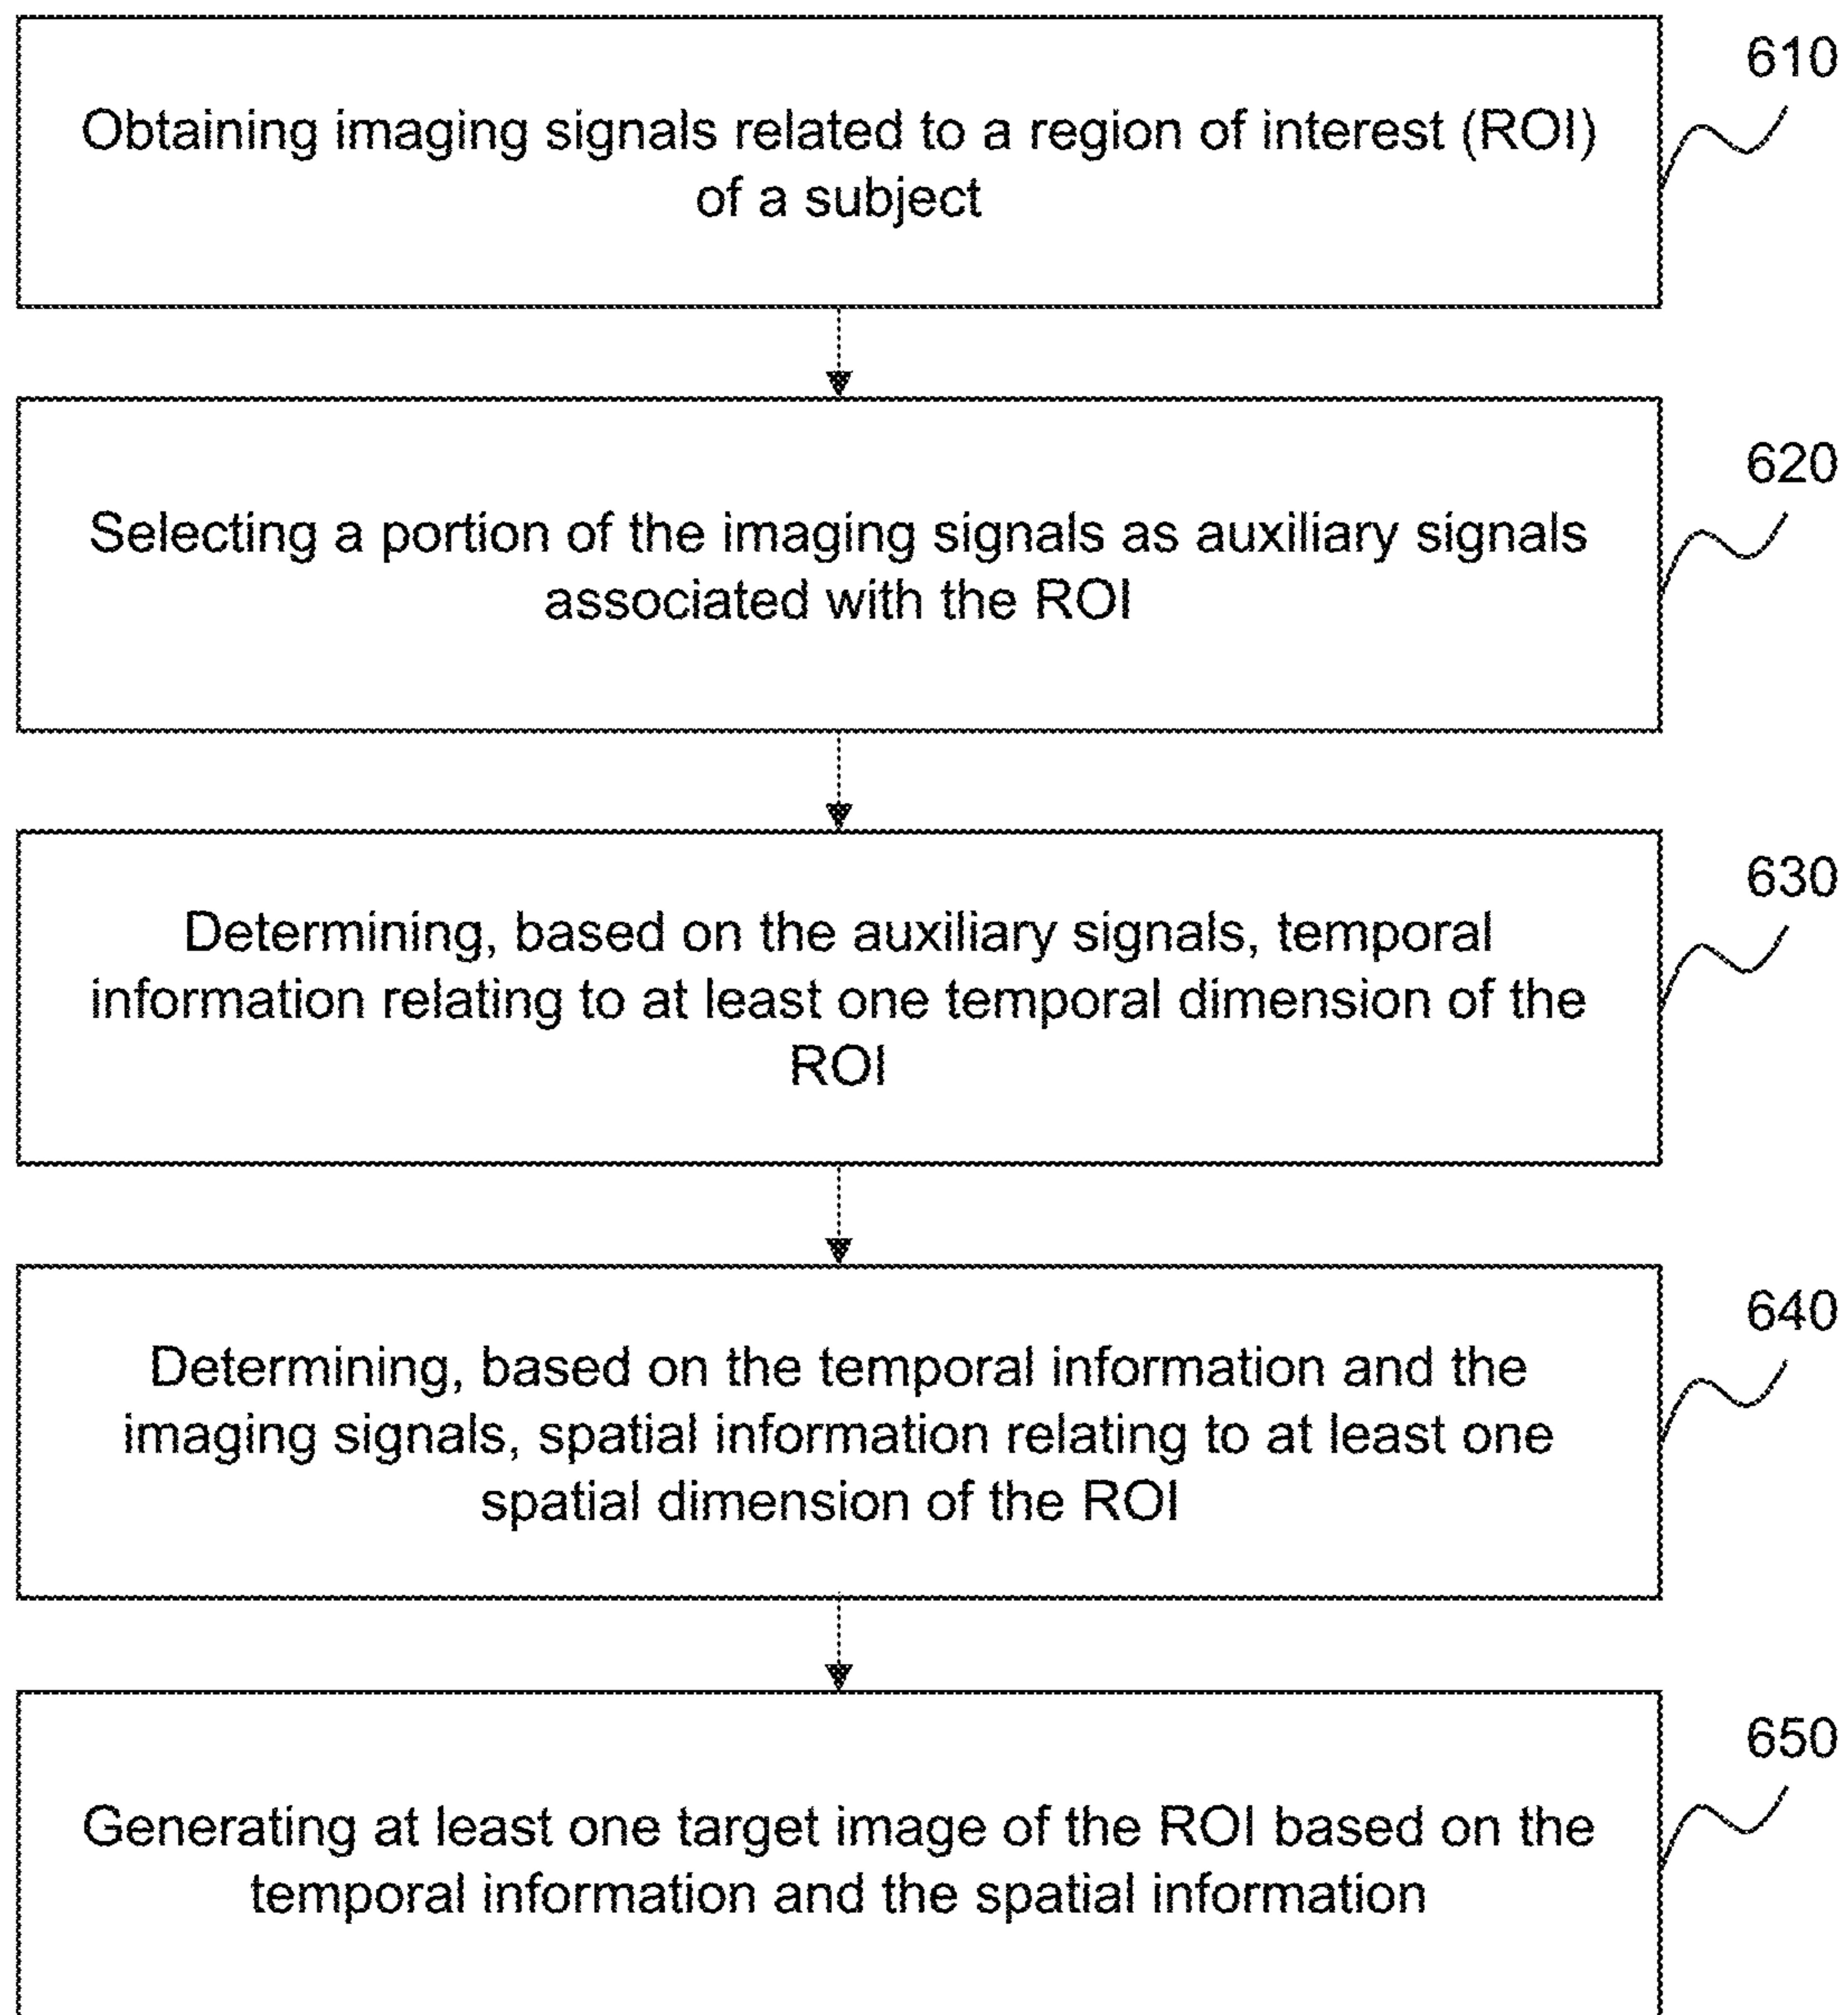 610
Obtaining imaging signals related to a region of interest (ROI)
of a subject
620
Selecting a portion of the imaging signals as auxiliary signals
associated with the ROI
630
Determining, based on the auxiliary signals, temporal
information relating to at least one temporal dimension of the
ROI
640
Determining, based on the temporal information and the
imaging signals, spatial information relating to at least one
spatial dimension of the ROI
650
Generating at least one target image of the ROI based on the
temporal information and the spatial information